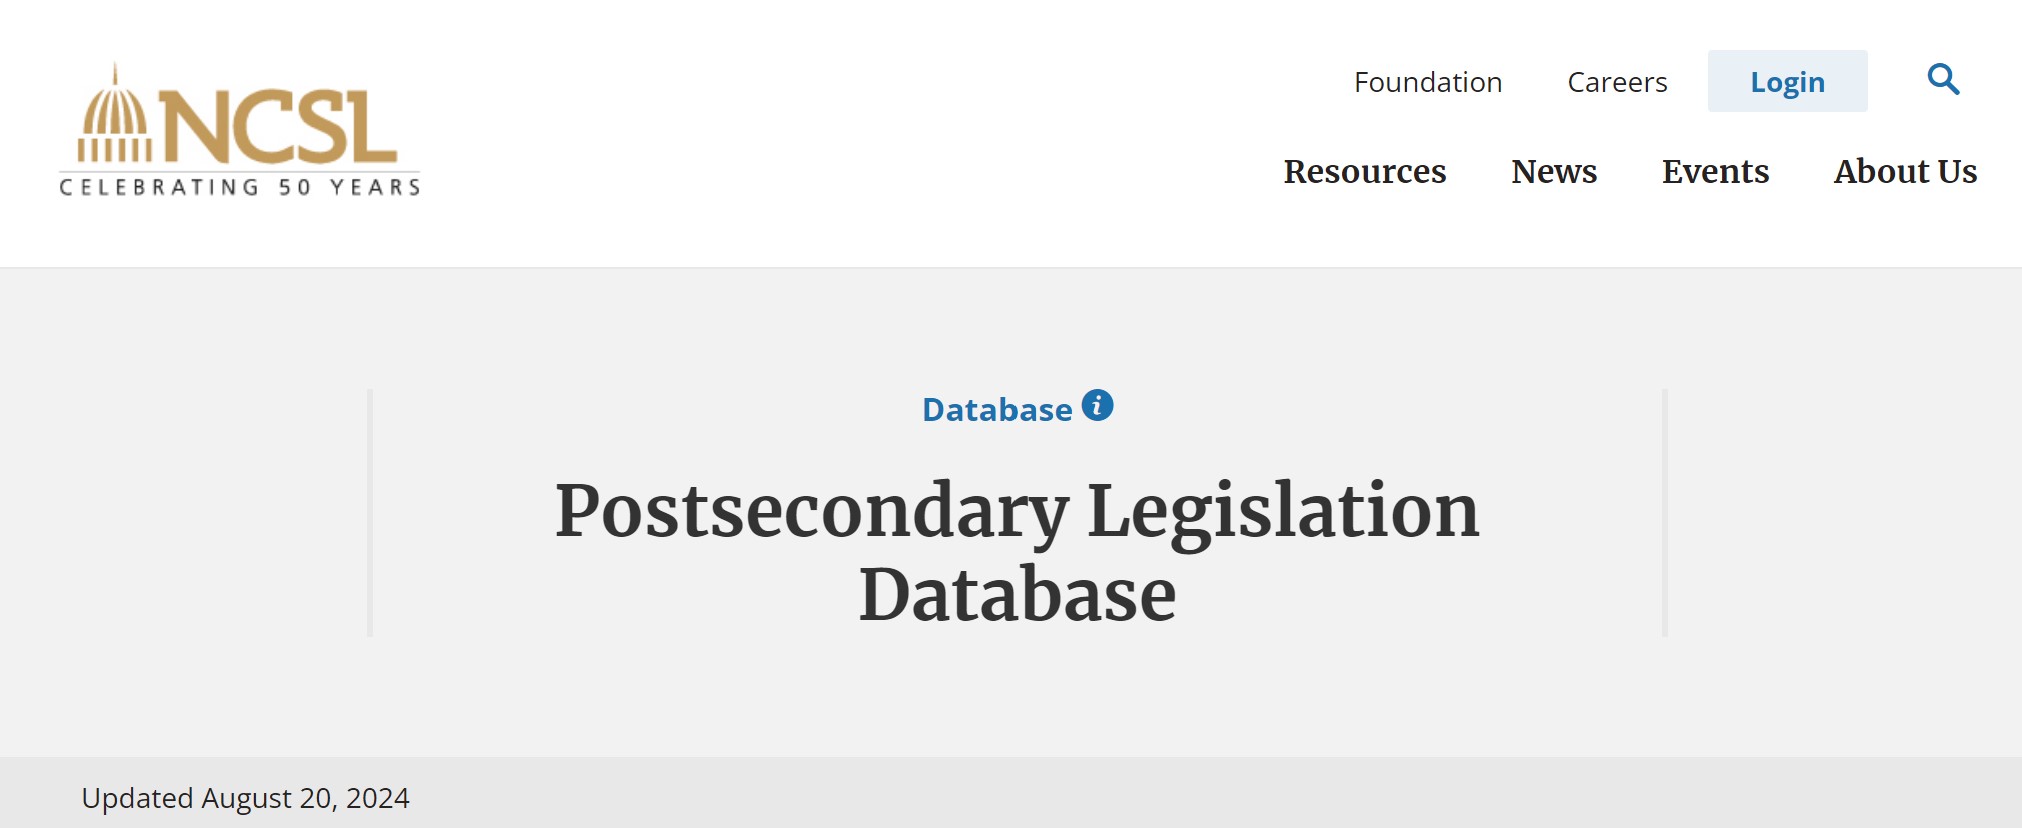 NCSL
CELEBRATING 50 YEARS
Foundation Careers Login
Resources News Events About Us
Database i
Postsecondary Legislation
Database
Updated August 20, 2024